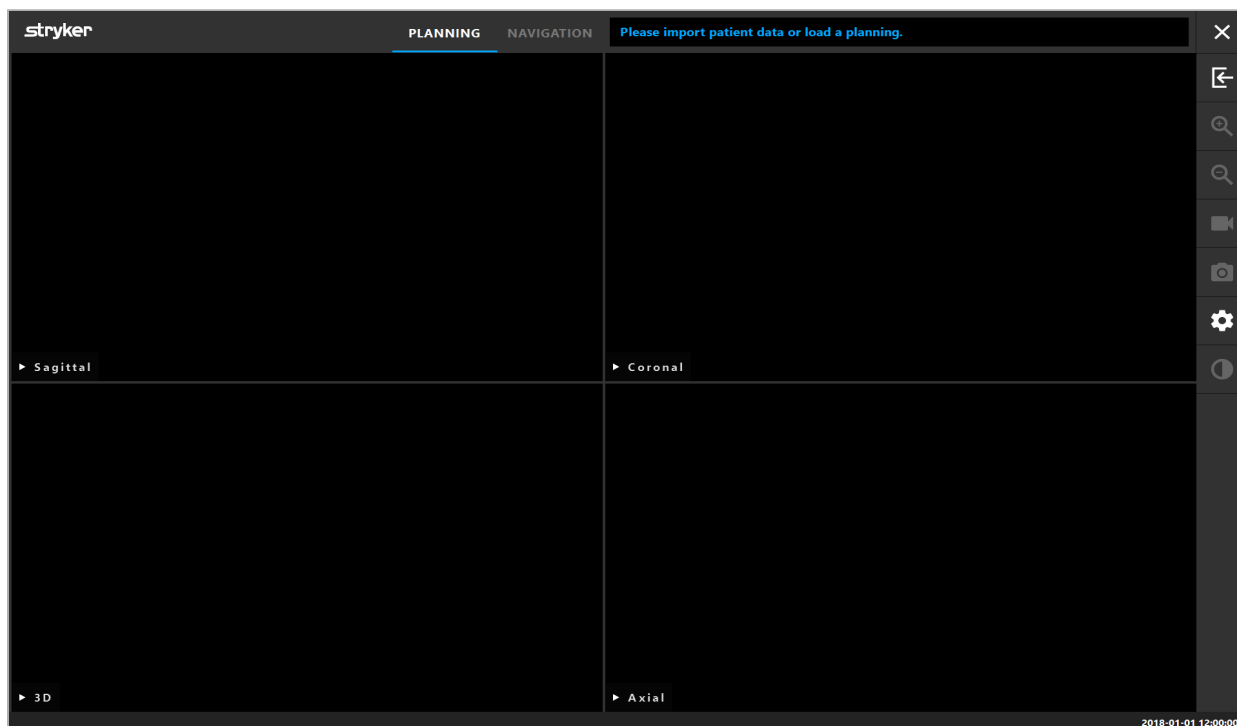 stryker
PLANNING NAVIGATION
Please import patient data or load a planning.
Sagittal
Coronal
3D
Axial
2018-01-01 12:00:00